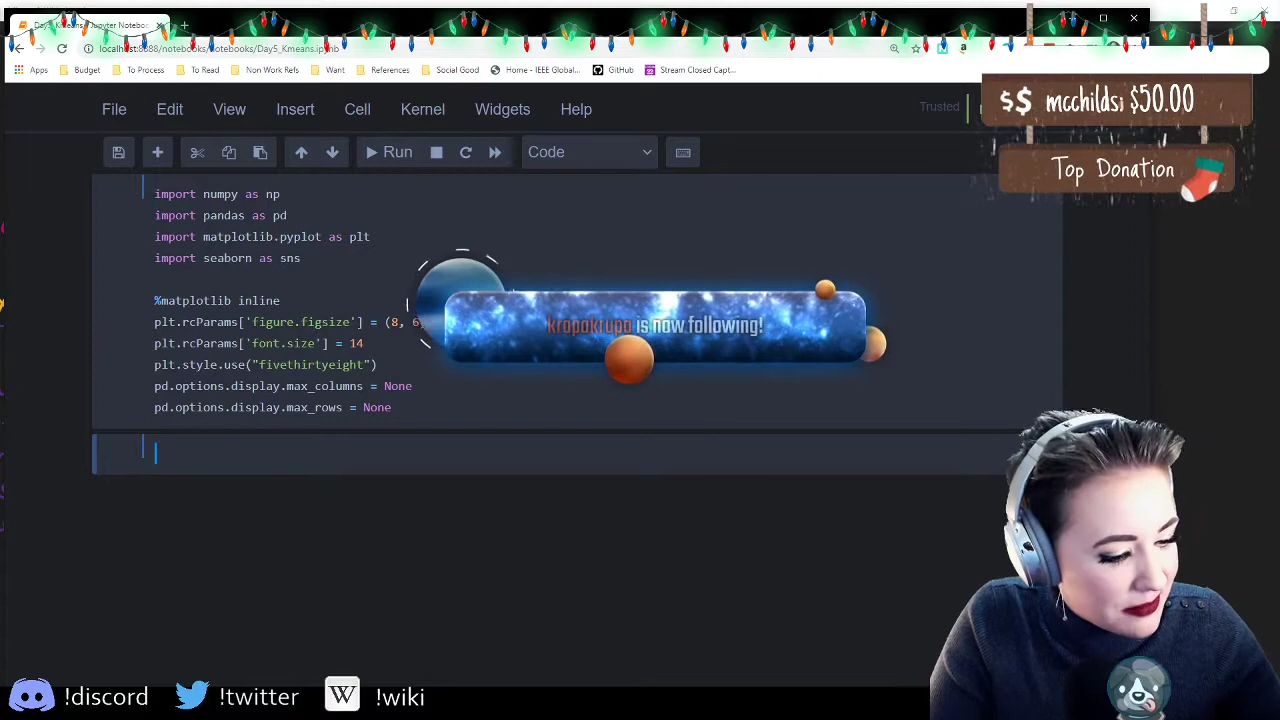 Day5_Kmeans - Jupyter Notebo
localhost:8888/notebooks/notebooks/Day5_Kmeans.ipynb
Apps Budget To Process To Read Non Work Refs Want References Social Good Home - IEEE Global... GitHub Stream Closed Capt...
File Edit View Insert Cell Kernel Widgets Help Trusted
$$ mcchildsi $50.00
Run Code
Top Donation
import numpy as np
import pandas as pd
import matplotlib.pyplot as plt
import seaborn as sns
%matplotlib inline
plt.rcParams['figure.figsize'] = (8, 6
plt.rcParams['font.size'] = 14
plt.style.use("fivethirtyeight")
pd.options.display.max_columns = None
pd.options.display.max_rows = None
krapakrupa is now following!
!discord !twitter W !wiki